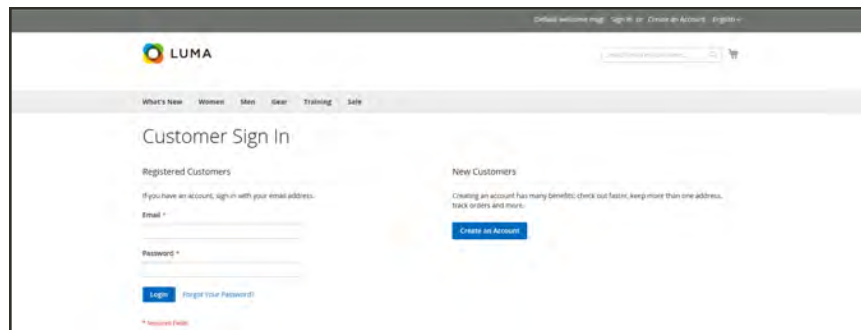 Default welcome msg! Sign In or Create an Account English
LUMA
What's New Women Men Gear Training Sale
Customer Sign In
Registered Customers
If you have an account, sign in with your email address.
Email *
Password *
Login Forgot Your Password?
* Required Fields
New Customers
Creating an account has many benefits: check out faster, keep more than one address,
track orders and more.
Create an Account